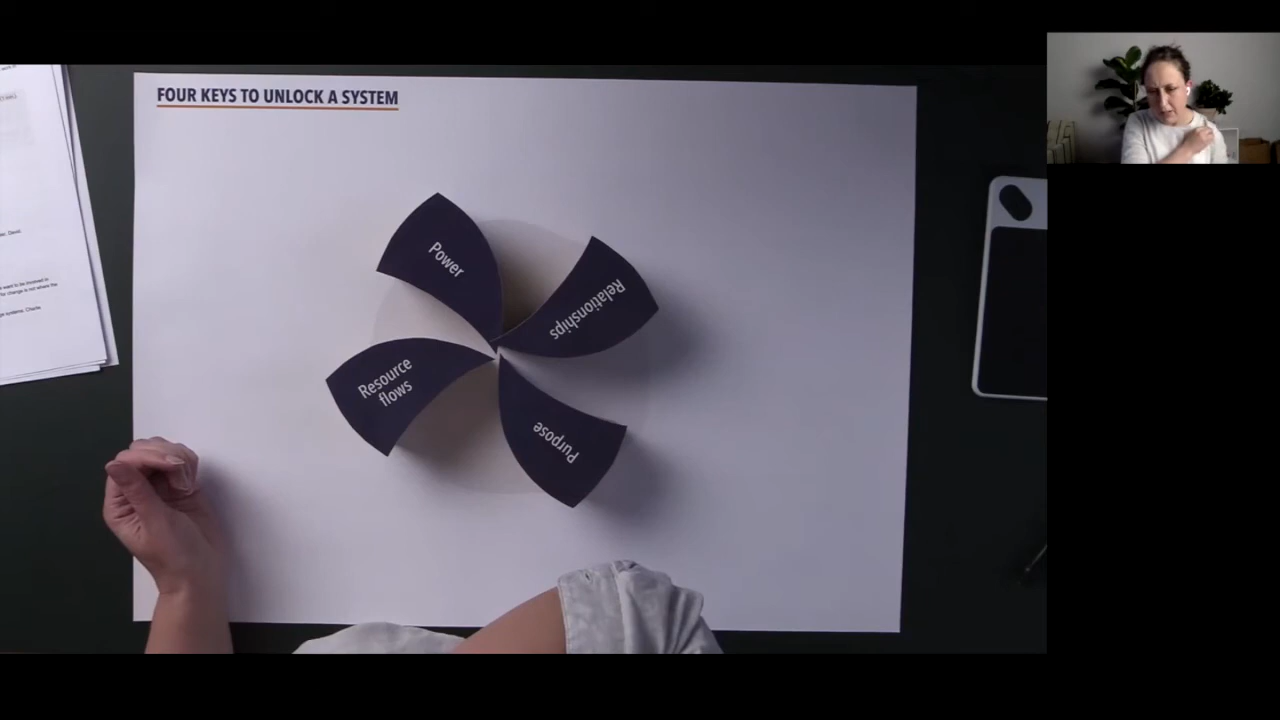 FOUR KEYS TO UNLOCK A SYSTEM
Power
Relationships
Resource
flows
Purpose